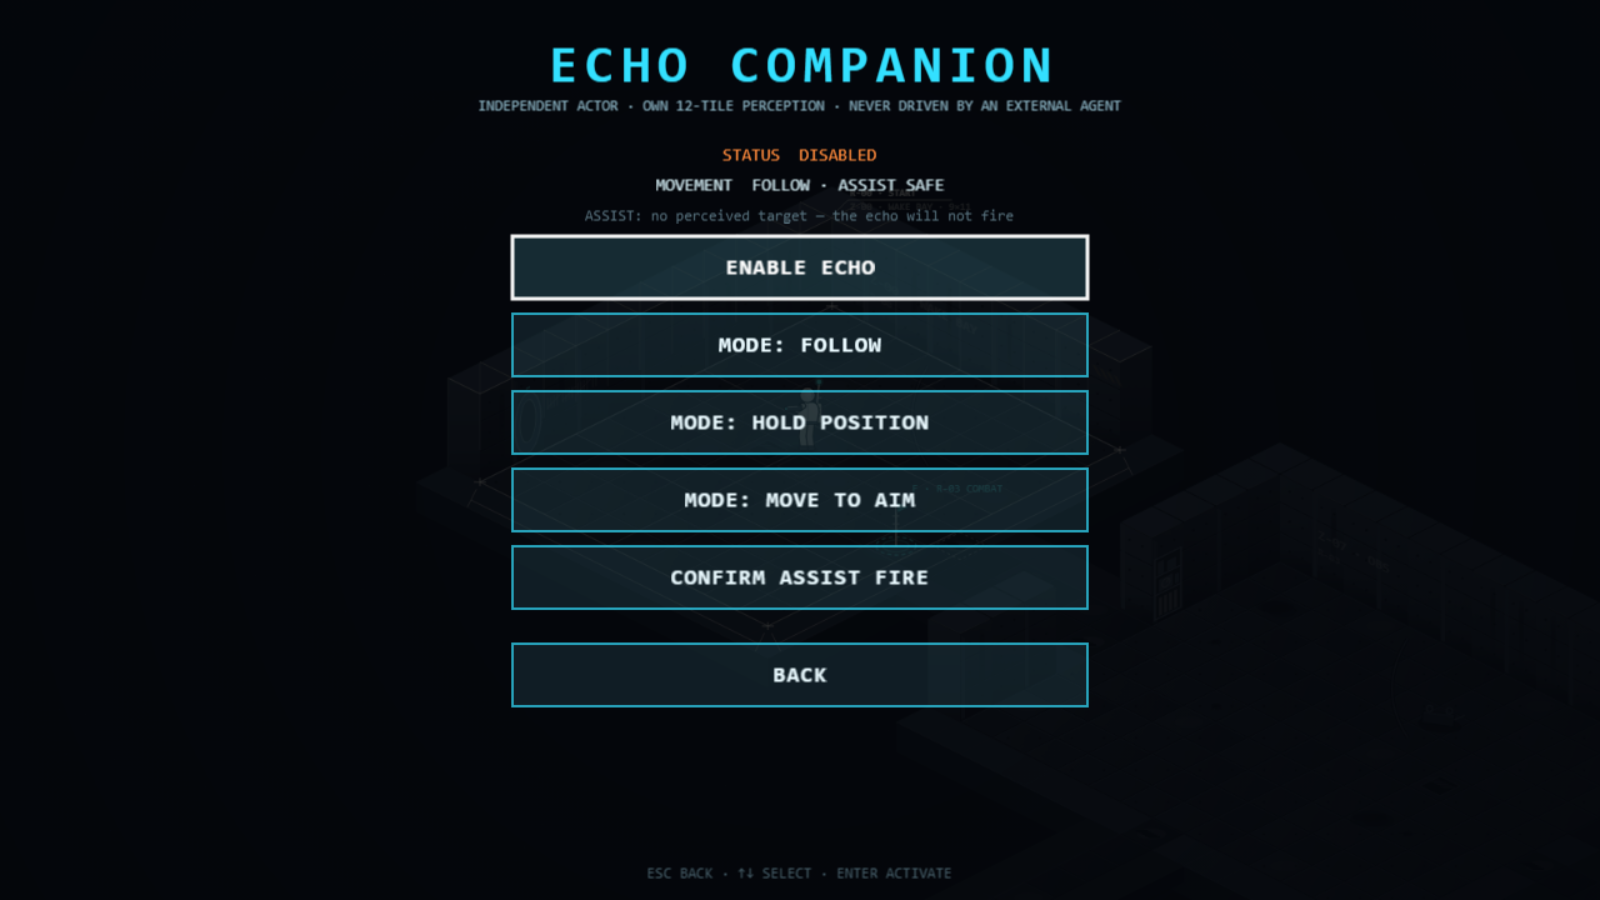 ECHO COMPANION
INDEPENDENT ACTOR · OWN 12-TILE PERCEPTION · NEVER DRIVEN BY AN EXTERNAL AGENT
STATUS  DISABLED
MOVEMENT  FOLLOW · ASSIST SAFE
ASSIST: no perceived target — the echo will not fire
ENABLE ECHO
MODE: FOLLOW
MODE: HOLD POSITION
MODE: MOVE TO AIM
CONFIRM ASSIST FIRE
BACK
ESC BACK · ↑↓ SELECT · ENTER ACTIVATE